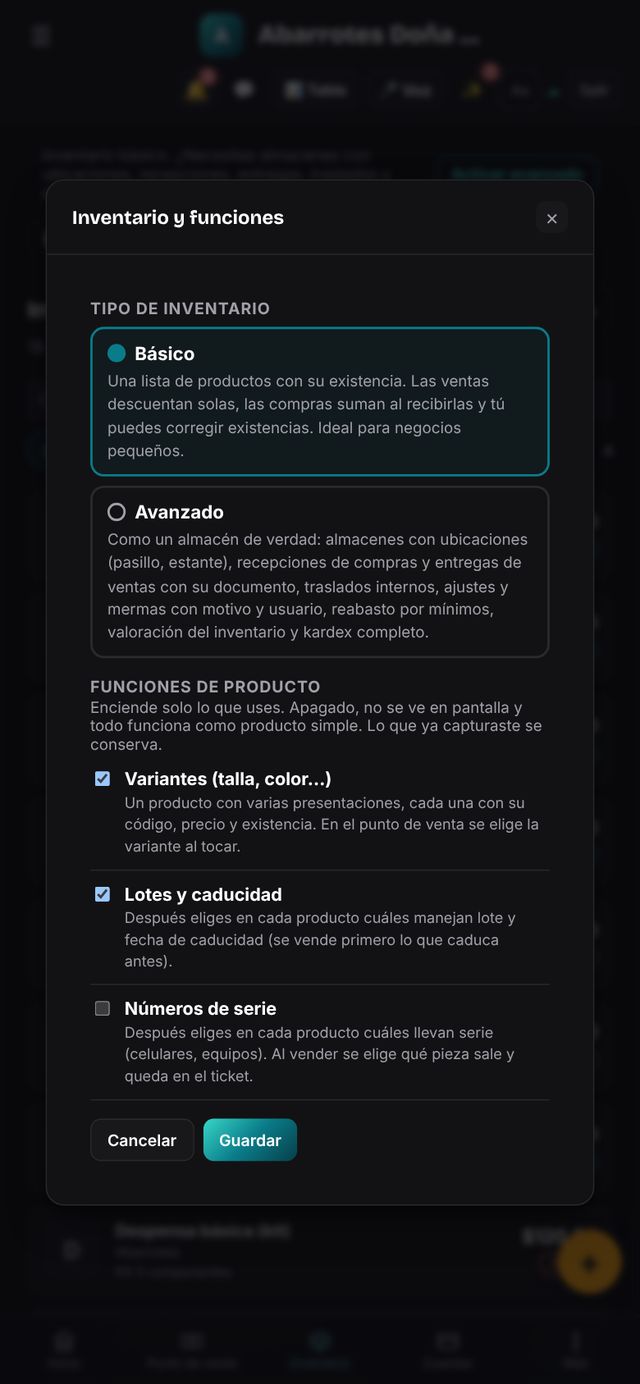 Abarrotes Doña ...
Inventario y funciones
×
TIPO DE INVENTARIO
Básico
Una lista de productos con su existencia. Las ventas
descuentan solas, las compras suman al recibirlas y tú
puedes corregir existencias. Ideal para negocios
pequeños.
Avanzado
Como un almacén de verdad: almacenes con ubicaciones
(pasillo, estante), recepciones de compras y entregas de
ventas con su documento, traslados internos, ajustes y
mermas con motivo y usuario, reabasto por mínimos,
valoración del inventario y kardex completo.
FUNCIONES DE PRODUCTO
Enciende solo lo que uses. Apagado, no se ve en pantalla y
todo funciona como producto simple. Lo que ya capturaste se
conserva.
Variantes (talla, color...)
Un producto con varias presentaciones, cada una con su
código, precio y existencia. En el punto de venta se elige la
variante al tocar.
Lotes y caducidad
Después eliges en cada producto cuáles manejan lote y
fecha de caducidad (se vende primero lo que caduca
antes).
Números de serie
Después eliges en cada producto cuáles llevan serie
(celulares, equipos). Al vender se elige qué pieza sale y
queda en el ticket.
Cancelar
Guardar
Despensa básica (kit)